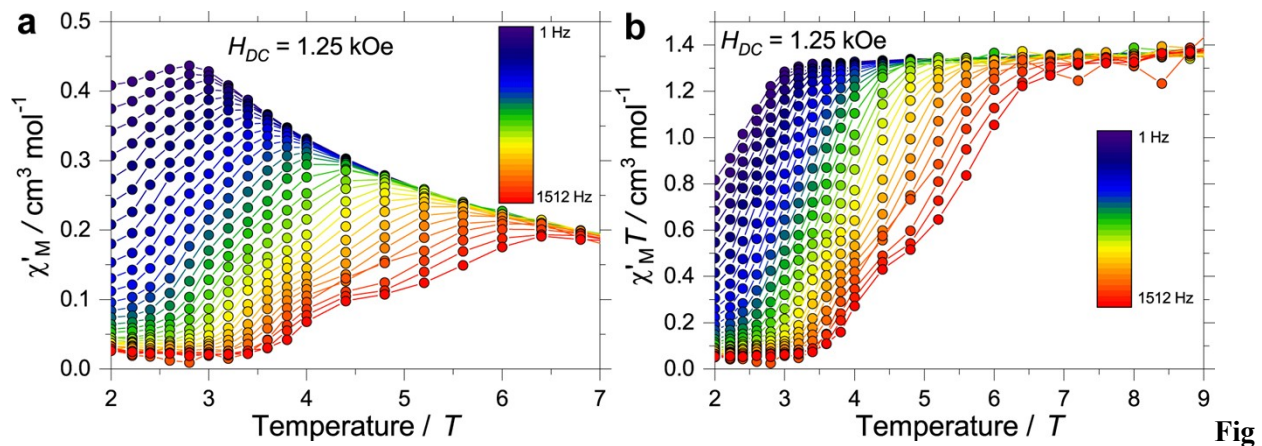 a
H_DC = 1.25 kOe
1 Hz
1512 Hz
0.5
0.4
0.3
0.2
0.1
0.0
χ'_M / cm³ mol⁻¹
2 3 4 5 6 7
Temperature / T
b
H_DC = 1.25 kOe
1 Hz
1512 Hz
1.4
1.2
1.0
0.8
0.6
0.4
0.2
0.0
χ'_M T / cm³ mol⁻¹
2 3 4 5 6 7 8 9
Temperature / T
Fig